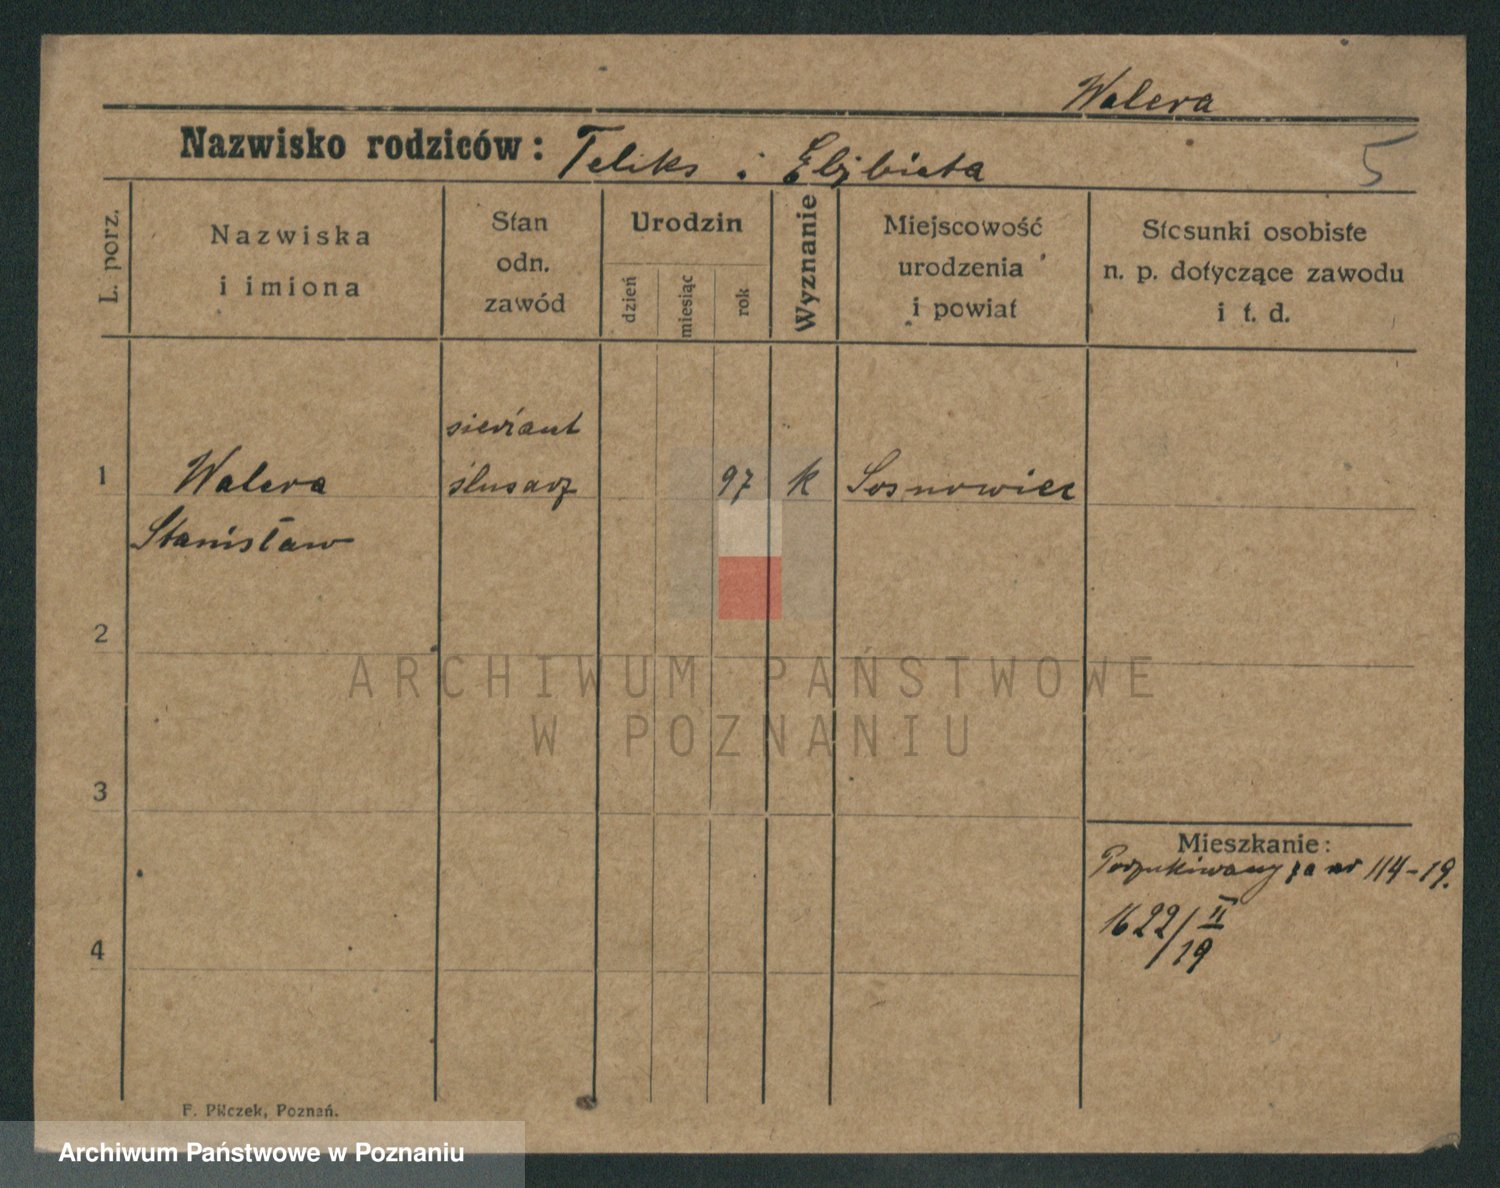 Walera
Nazwisko rodziców: Feliks i Elżbieta
5
L. porz.
Nazwiska
i imiona
Stan
odn.
zawód
Urodzin
dzień
miesiąc
rok
Wyznanie
Miejscowość
urodzenia
i powiat
Stosunki osobiste
n. p. dotyczące zawodu
i t. d.
sierżant
1 Walera ślusarz 97 k Sosnowiec
Stanisław
2
ARCHIWUM PAŃSTWOWE
W POZNANIU
3
Mieszkanie:
Poszukiwany za nr 114-19.
4
1622/II
/19
F. Pilczek, Poznań.
Archiwum Państwowe w Poznaniu